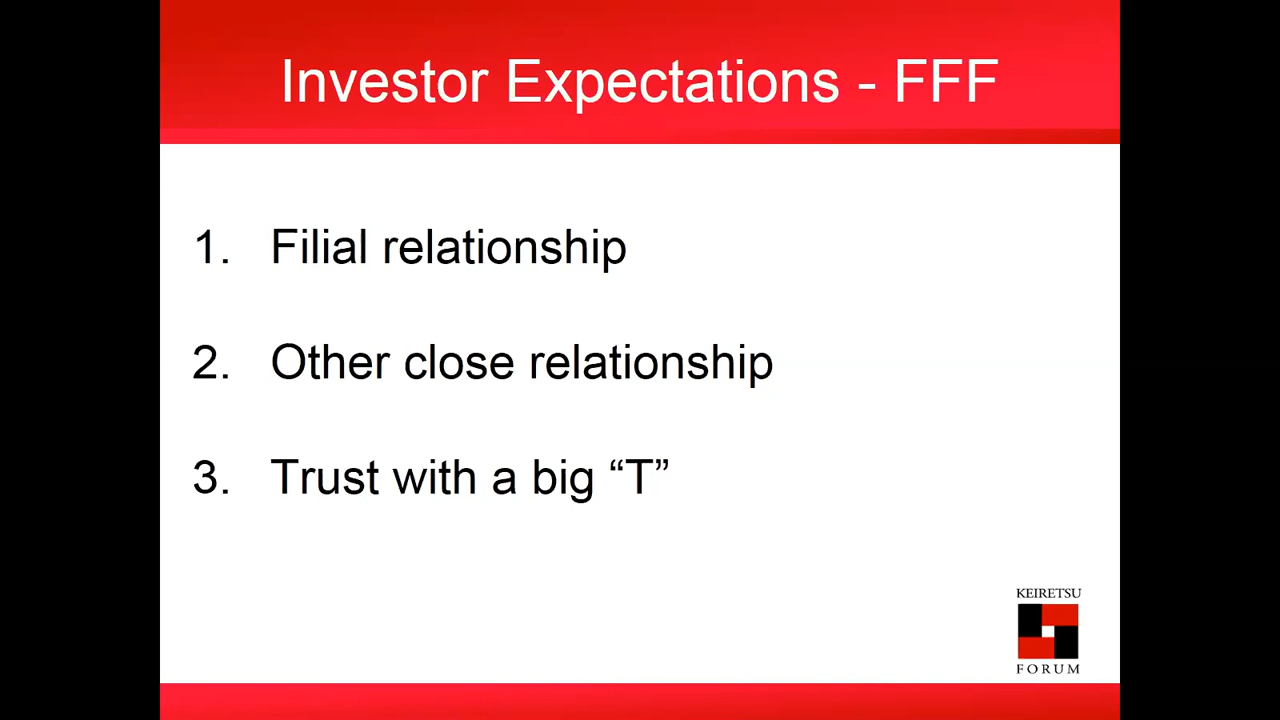 Investor Expectations - FFF
1. Filial relationship
2. Other close relationship
3. Trust with a big “T”
KEIRETSU
FORUM